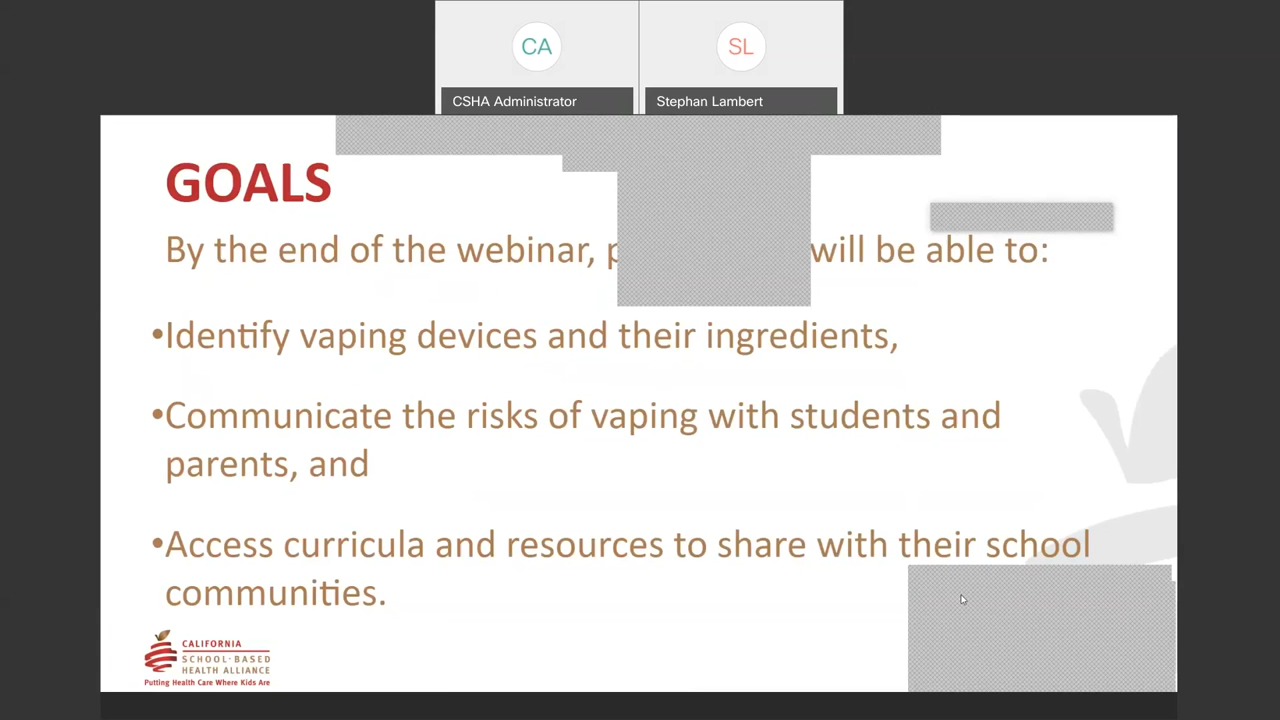 CA
SL
CSHA Administrator
Stephan Lambert
GOALS
By the end of the webinar, will be able to:
•Identify vaping devices and their ingredients,
•Communicate the risks of vaping with students and
parents, and
•Access curricula and resources to share with their school
communities.
CALIFORNIA
SCHOOL-BASED
HEALTH ALLIANCE
Putting Health Care Where Kids Are